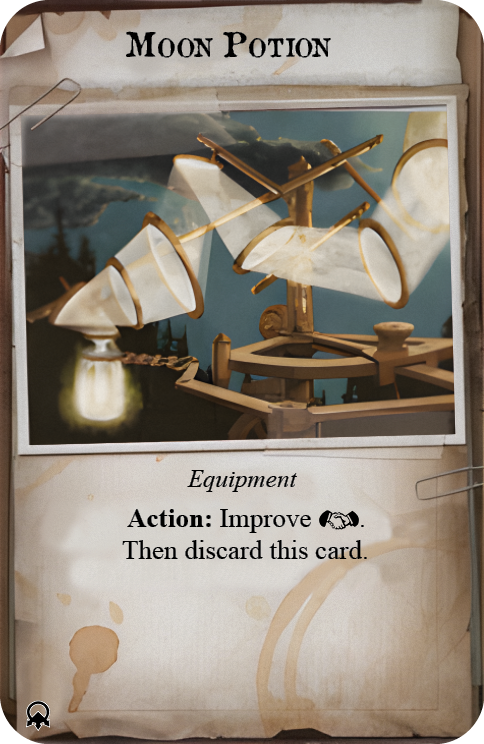 Moon Potion
Equipment
Action: Improve .
Then discard this card.